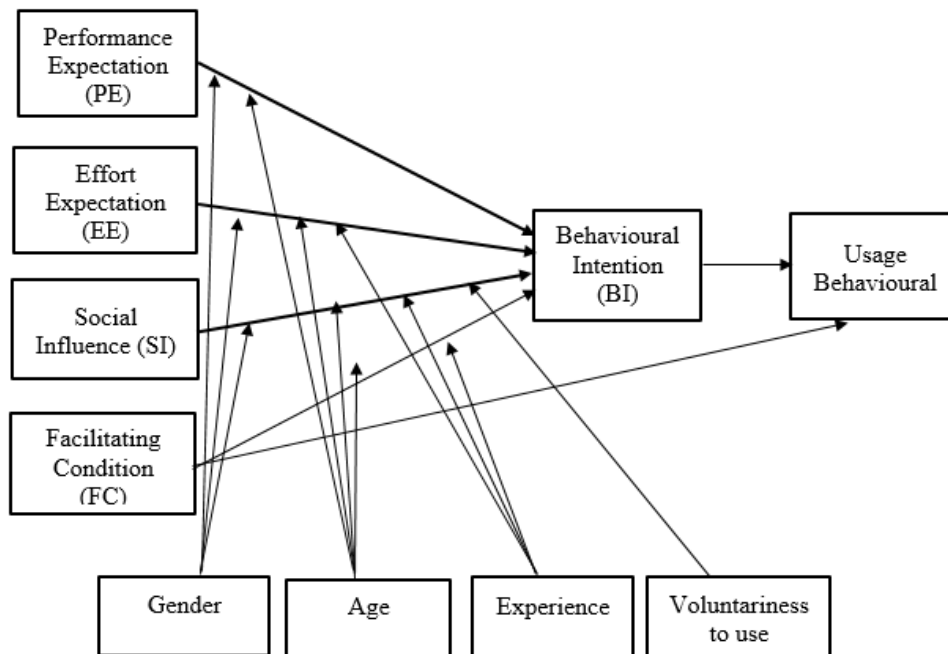 Performance
Expectation
(PE)
Effort
Expectation
(EE)
Social
Influence (SI)
Facilitating
Condition
(FC)
Behavioural
Intention
(BI)
Usage
Behavioural
Gender
Age
Experience
Voluntariness
to use